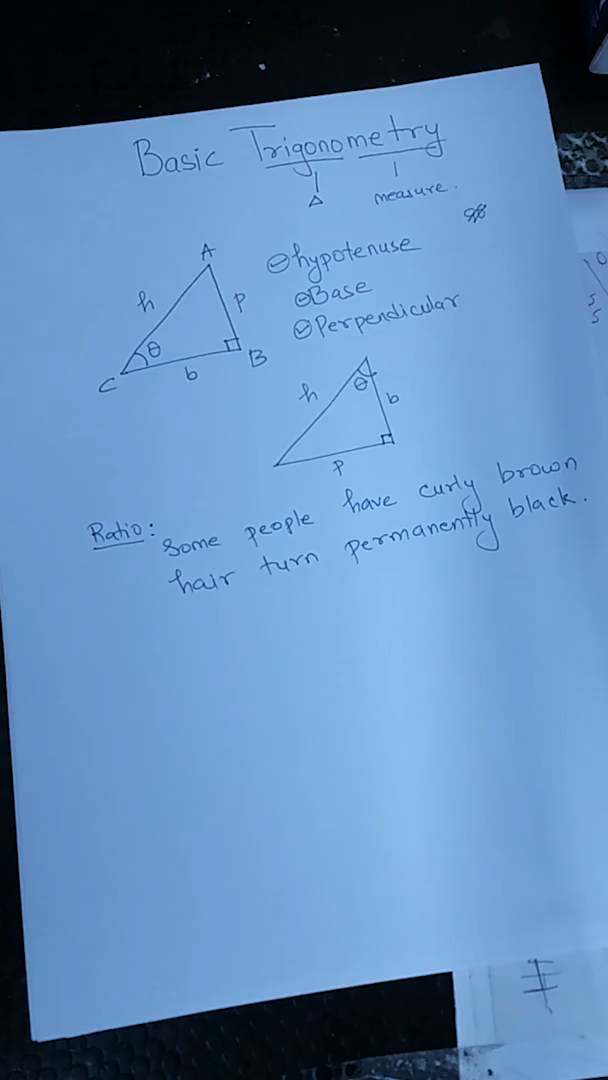 Basic Trigonometry
Δ measure.
A
h P
θ
C b B
hypotenuse
Base
Perpendicular
h θ b
P
Ratio: Some people have curly brown
hair turn permanently black.